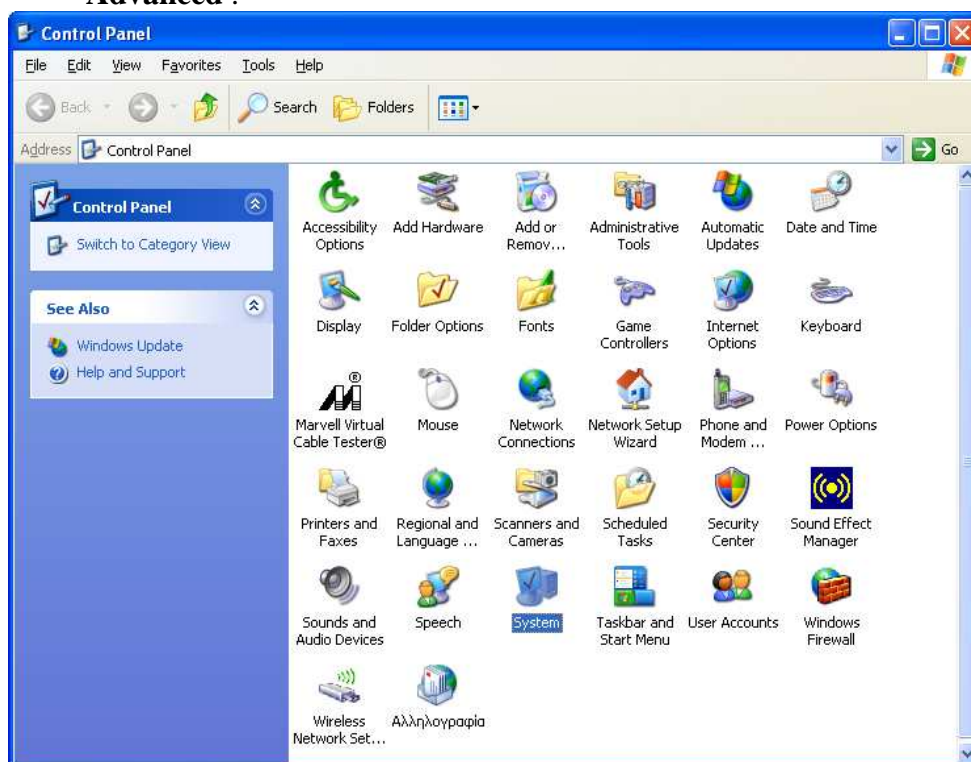 Advanced .
Control Panel
File Edit View Favorites Tools Help
Back Search Folders
Address Control Panel Go
Control Panel
Switch to Category View
See Also
Windows Update
Help and Support
Accessibility Options
Add Hardware
Add or Remov...
Administrative Tools
Automatic Updates
Date and Time
Display
Folder Options
Fonts
Game Controllers
Internet Options
Keyboard
Marvell Virtual Cable Tester®
Mouse
Network Connections
Network Setup Wizard
Phone and Modem ...
Power Options
Printers and Faxes
Regional and Language ...
Scanners and Cameras
Scheduled Tasks
Security Center
Sound Effect Manager
Sounds and Audio Devices
Speech
System
Taskbar and Start Menu
User Accounts
Windows Firewall
Wireless Network Set...
Αλληλογραφία